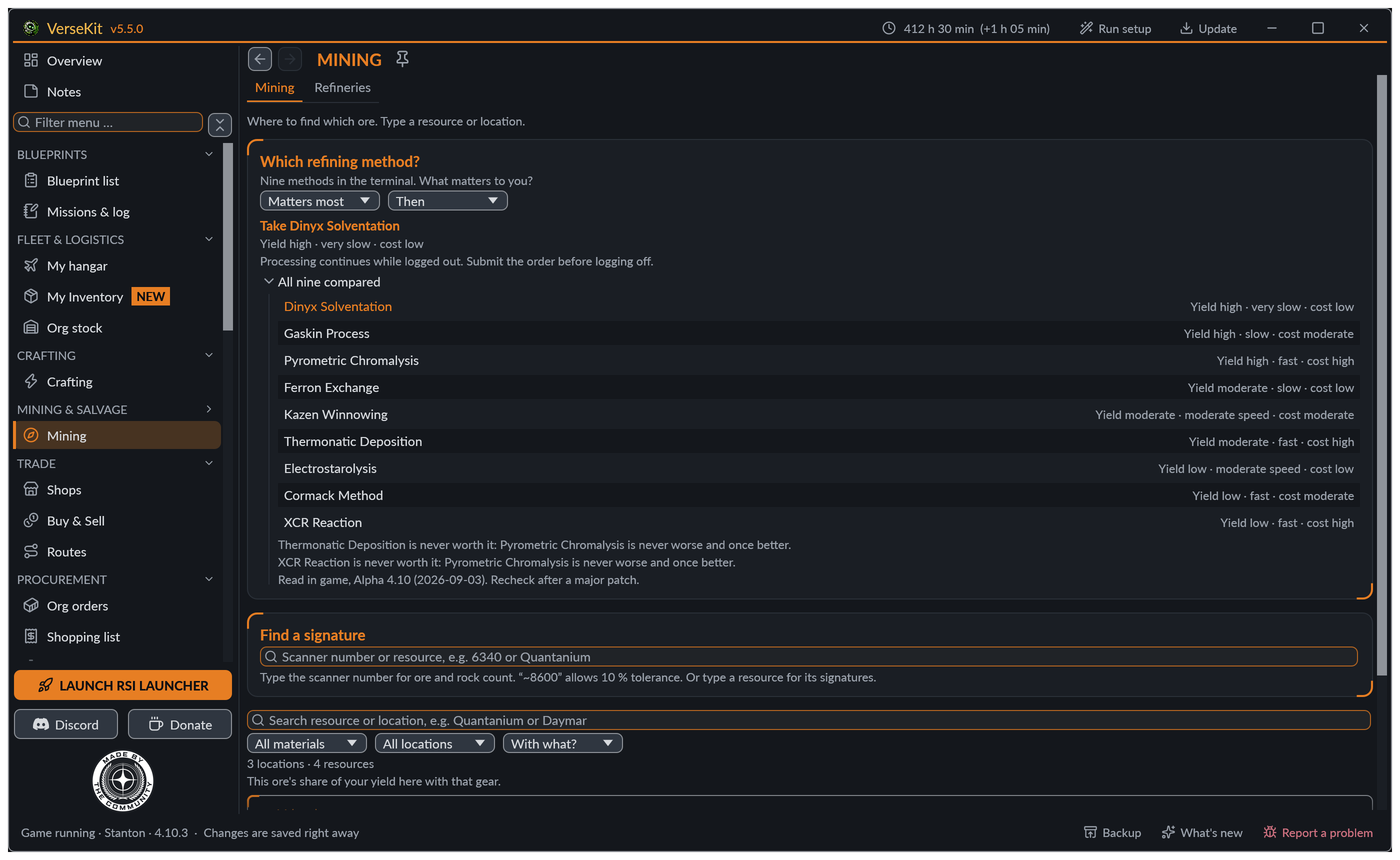 VerseKit v5.5.0
412 h 30 min (+1 h 05 min)
Run setup
Update
Overview
Notes
Filter menu ...
BLUEPRINTS
Blueprint list
Missions & log
FLEET & LOGISTICS
My hangar
My Inventory NEW
Org stock
CRAFTING
Crafting
MINING & SALVAGE
Mining
TRADE
Shops
Buy & Sell
Routes
PROCUREMENT
Org orders
Shopping list
LAUNCH RSI LAUNCHER
Discord
Donate
MADE BY
THE COMMUNITY
MINING
Mining
Refineries
Where to find which ore. Type a resource or location.
Which refining method?
Nine methods in the terminal. What matters to you?
Matters most
Then
Take Dinyx Solventation
Yield high · very slow · cost low
Processing continues while logged out. Submit the order before logging off.
All nine compared
Dinyx Solventation Yield high · very slow · cost low
Gaskin Process Yield high · slow · cost moderate
Pyrometric Chromalysis Yield high · fast · cost high
Ferron Exchange Yield moderate · slow · cost low
Kazen Winnowing Yield moderate · moderate speed · cost moderate
Thermonatic Deposition Yield moderate · fast · cost high
Electrostarolysis Yield low · moderate speed · cost low
Cormack Method Yield low · fast · cost moderate
XCR Reaction Yield low · fast · cost high
Thermonatic Deposition is never worth it: Pyrometric Chromalysis is never worse and once better.
XCR Reaction is never worth it: Pyrometric Chromalysis is never worse and once better.
Read in game, Alpha 4.10 (2026-09-03). Recheck after a major patch.
Find a signature
Scanner number or resource, e.g. 6340 or Quantanium
Type the scanner number for ore and rock count. “~8600” allows 10 % tolerance. Or type a resource for its signatures.
Search resource or location, e.g. Quantanium or Daymar
All materials
All locations
With what?
3 locations · 4 resources
This ore's share of your yield here with that gear.
Game running · Stanton · 4.10.3 · Changes are saved right away
Backup
What's new
Report a problem